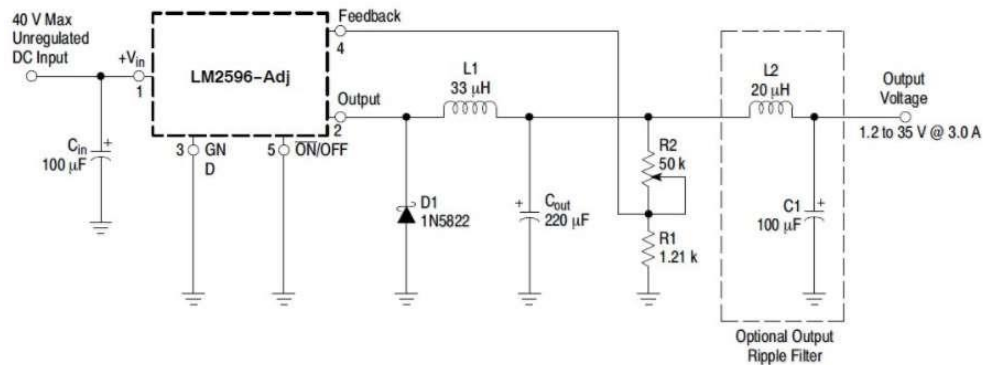 40 V Max
Unregulated
DC Input
+Vin
1
LM2596-Adj
Feedback
4
Output
2
3
GN
D
5
ON/OFF
Cin
100 µF
+
L1
33 µH
D1
1N5822
+
Cout
220 µF
R2
50 k
R1
1.21 k
L2
20 µH
C1
100 µF
+
Output
Voltage
1.2 to 35 V @ 3.0 A
Optional Output
Ripple Filter